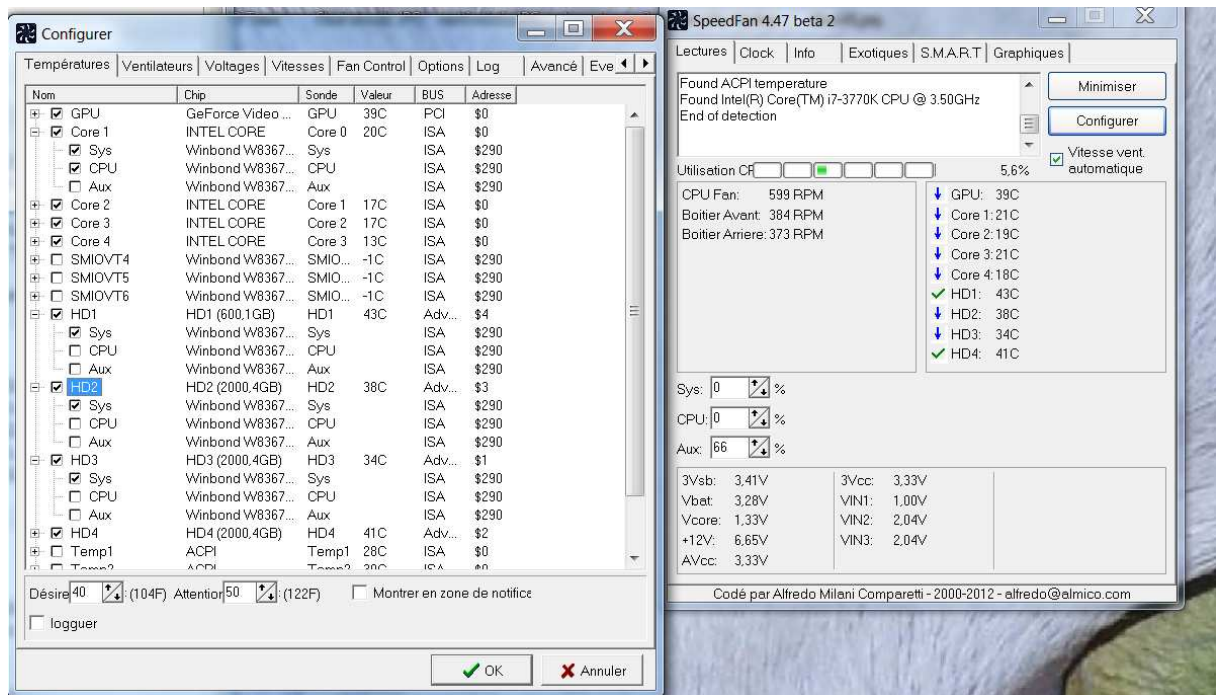 Configurer
Températures Ventilateurs Voltages Vitesses Fan Control Options Log Avancé Eve
Nom Chip Sonde Valeur BUS Adresse
GPU GeForce Video ... GPU 39C PCI $0
Core 1 INTEL CORE Core 0 20C ISA $0
Sys Winbond W8367... Sys ISA $290
CPU Winbond W8367... CPU ISA $290
Aux Winbond W8367... Aux ISA $290
Core 2 INTEL CORE Core 1 17C ISA $0
Core 3 INTEL CORE Core 2 17C ISA $0
Core 4 INTEL CORE Core 3 13C ISA $0
SMIOVT4 Winbond W8367... SMIO... -1C ISA $290
SMIOVT5 Winbond W8367... SMIO... -1C ISA $290
SMIOVT6 Winbond W8367... SMIO... -1C ISA $290
HD1 HD1 (600,1GB) HD1 43C Adv... $4
Sys Winbond W8367... Sys ISA $290
CPU Winbond W8367... CPU ISA $290
Aux Winbond W8367... Aux ISA $290
HD2 HD2 (2000,4GB) HD2 38C Adv... $3
Sys Winbond W8367... Sys ISA $290
CPU Winbond W8367... CPU ISA $290
Aux Winbond W8367... Aux ISA $290
HD3 HD3 (2000,4GB) HD3 34C Adv... $1
Sys Winbond W8367... Sys ISA $290
CPU Winbond W8367... CPU ISA $290
Aux Winbond W8367... Aux ISA $290
HD4 HD4 (2000,4GB) HD4 41C Adv... $2
Temp1 ACPI Temp1 28C ISA $0
Désire 40 : (104F) Attention 50 : (122F) Montrer en zone de notifice
logguer
OK Annuler
SpeedFan 4.47 beta 2
Lectures Clock Info Exotiques S.M.A.R.T Graphiques
Found ACPI temperature
Found Intel(R) Core(TM) i7-3770K CPU @ 3.50GHz
End of detection
Minimiser
Configurer
Vitesse vent.
automatique
Utilisation CP 5,6%
CPU Fan: 599 RPM
Boitier Avant: 384 RPM
Boitier Arriere: 373 RPM
GPU: 39C
Core 1: 21C
Core 2: 19C
Core 3: 21C
Core 4: 18C
HD1: 43C
HD2: 38C
HD3: 34C
HD4: 41C
Sys: 0 %
CPU: 0 %
Aux: 66 %
3Vsb: 3,41V 3Vcc: 3,33V
Vbat: 3,28V VIN1: 1,00V
Vcore: 1,33V VIN2: 2,04V
+12V: 6,65V VIN3: 2,04V
AVcc: 3,33V
Codé par Alfredo Milani Comparetti - 2000-2012 - alfredo@almico.com